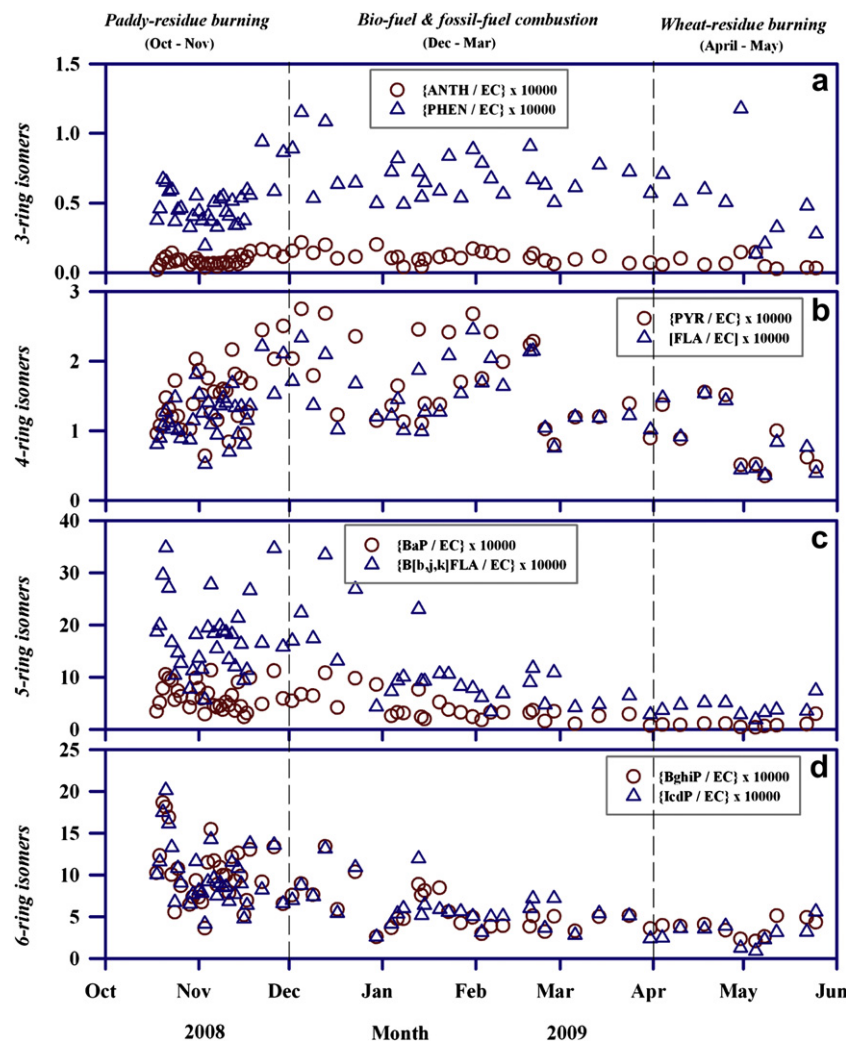 Paddy-residue burning Bio-fuel & fossil-fuel combustion Wheat-residue burning
(Oct - Nov) (Dec - Mar) (April - May)
a
{ANTH / EC} x 10000
{PHEN / EC} x 10000
3-ring isomers
1.5
1.0
0.5
0.0
b
{PYR / EC} x 10000
[FLA / EC] x 10000
4-ring isomers
3
2
1
0
c
{BaP / EC} x 10000
{B[b,j,k]FLA / EC} x 10000
5-ring isomers
40
30
20
10
0
d
{BghiP / EC} x 10000
{IcdP / EC} x 10000
6-ring isomers
25
20
15
10
5
0
Oct Nov Dec Jan Feb Mar Apr May Jun
2008 Month 2009